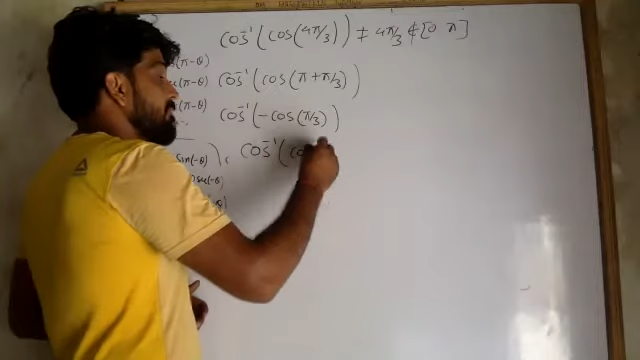 cos⁻¹(cos(4π/3)) ≠ 4π/3 ∉ [0 π]
(π-θ)
cos⁻¹(cos(π+π/3))
(π-θ)
cos⁻¹(-cos(π/3))
(π-θ)
cos⁻¹(co
sin(-θ)
(-θ)